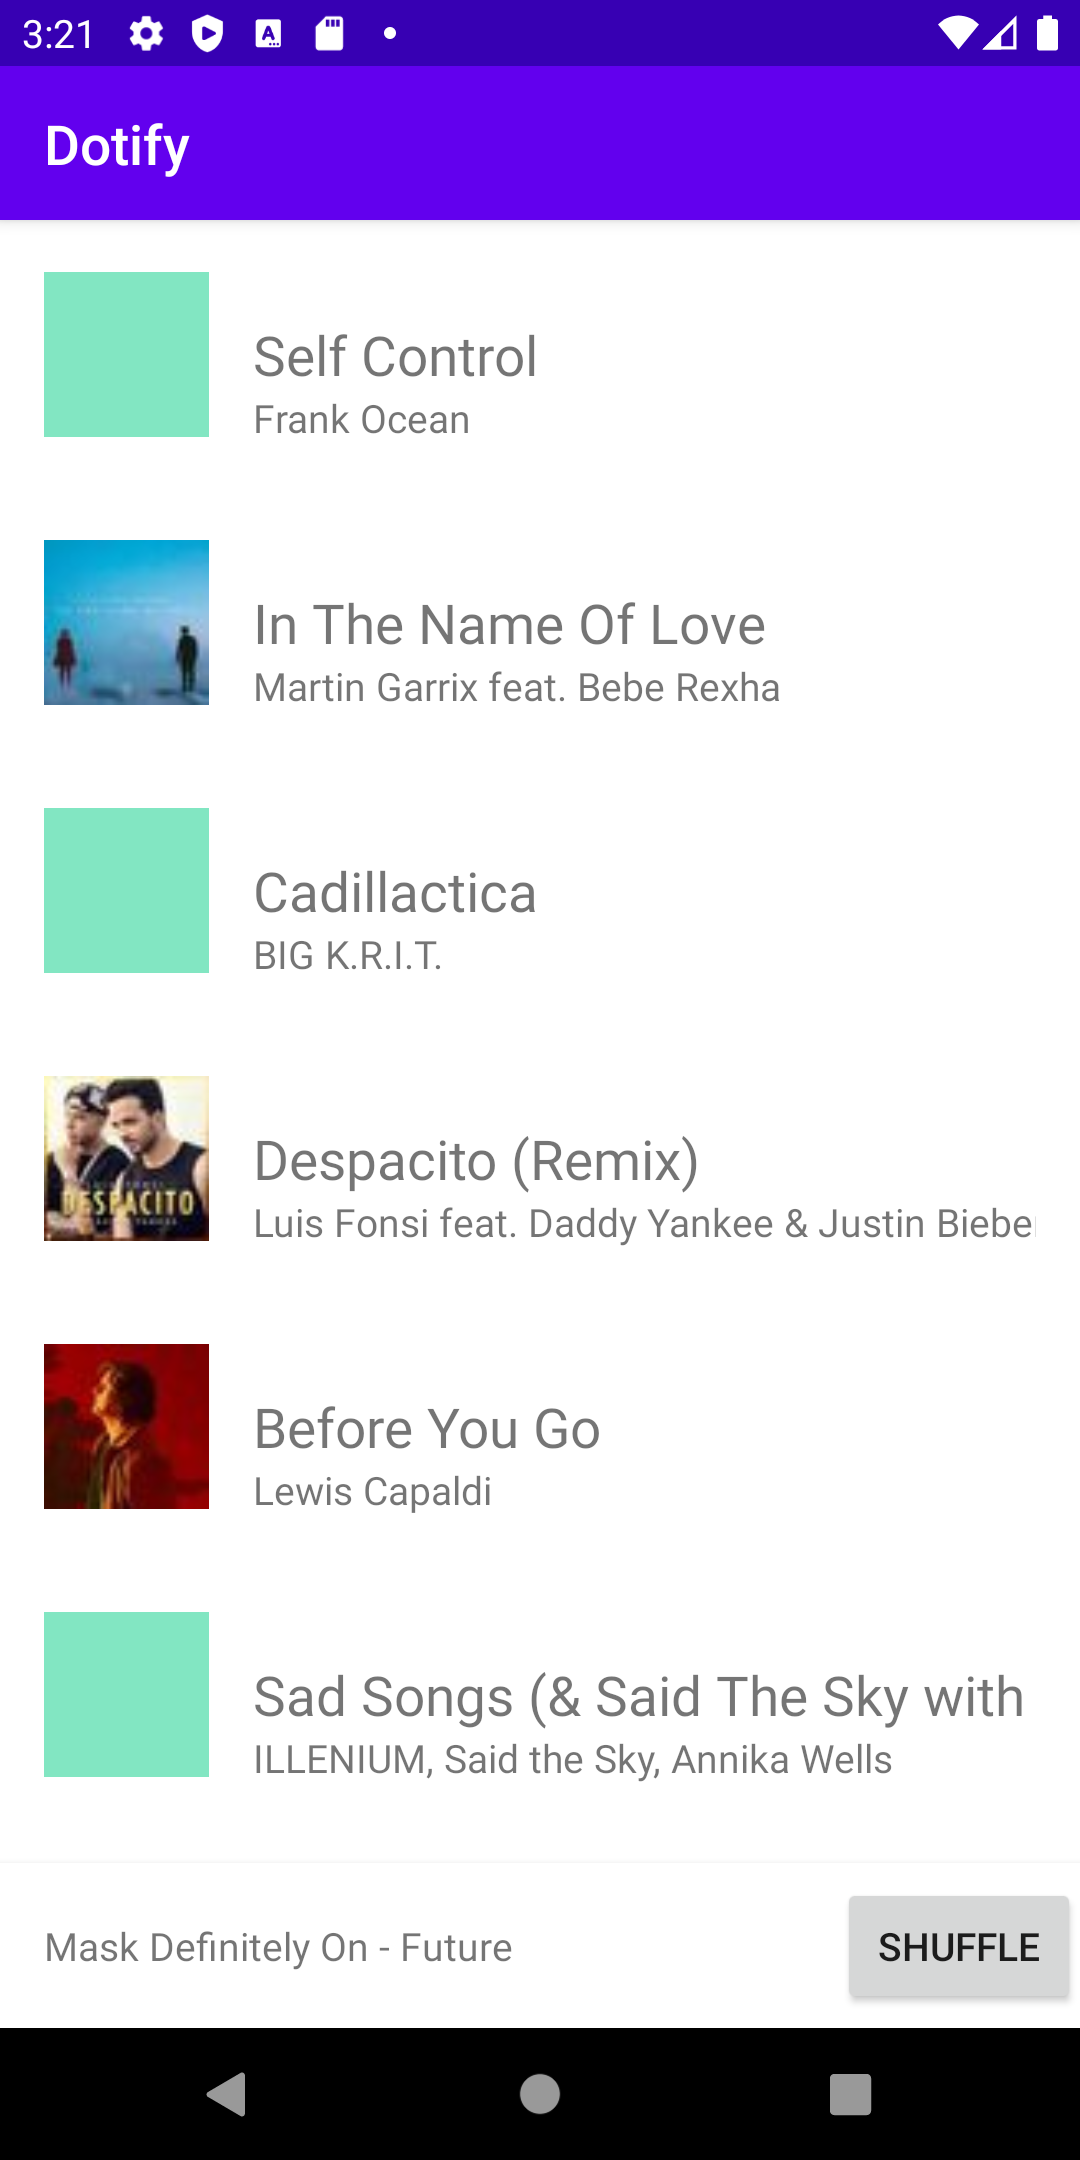 3:21
Dotify
Self Control
Frank Ocean
In The Name Of Love
Martin Garrix feat. Bebe Rexha
Cadillactica
BIG K.R.I.T.
DESPACITO
Despacito (Remix)
Luis Fonsi feat. Daddy Yankee & Justin Bieber
Before You Go
Lewis Capaldi
Sad Songs (& Said The Sky with
ILLENIUM, Said the Sky, Annika Wells
Mask Definitely On - Future
SHUFFLE